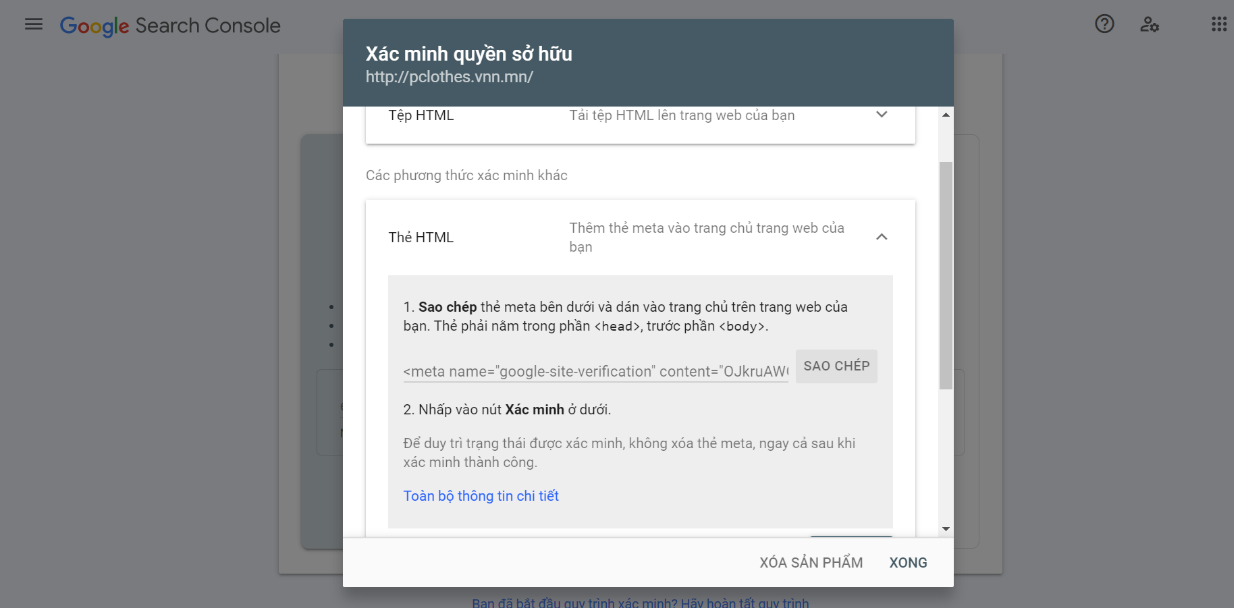 Google Search Console
Xác minh quyền sở hữu
http://pclothes.vnn.mn/
Tệp HTML
Tải tệp HTML lên trang web của bạn
Các phương thức xác minh khác
Thẻ HTML
Thêm thẻ meta vào trang chủ trang web của
bạn
1. Sao chép thẻ meta bên dưới và dán vào trang chủ trên trang web của
bạn. Thẻ phải nằm trong phần <head>, trước phần <body>.
<meta name="google-site-verification" content="OJkruAW
SAO CHÉP
2. Nhấp vào nút Xác minh ở dưới.
Để duy trì trạng thái được xác minh, không xóa thẻ meta, ngay cả sau khi
xác minh thành công.
Toàn bộ thông tin chi tiết
XÓA SẢN PHẨM
XONG
Bạn đã bắt đầu quy trình xác minh? Hãy hoàn tất quy trình